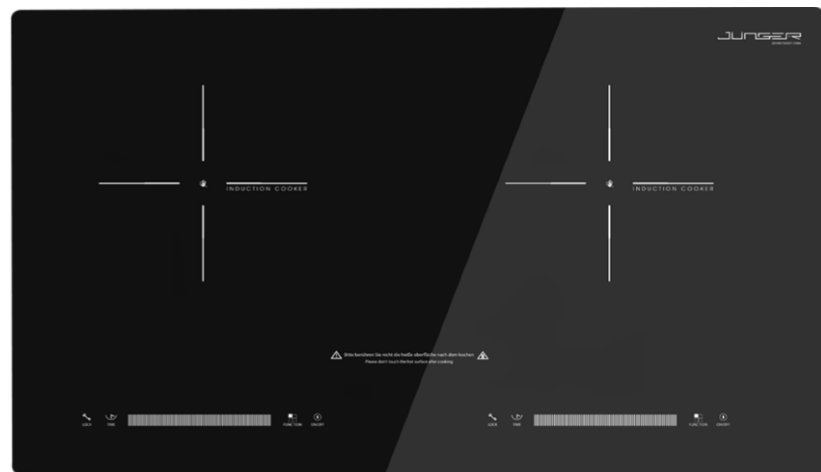 JUNGER
INDUCTION COOKER INDUCTION COOKER
Bitte berühren Sie nicht die heiße oberfläche nach dem kochen
Please don't touch the hot surface after cooking
LOCK TIME FUNCTION ON/OFF LOCK TIME FUNCTION ON/OFF